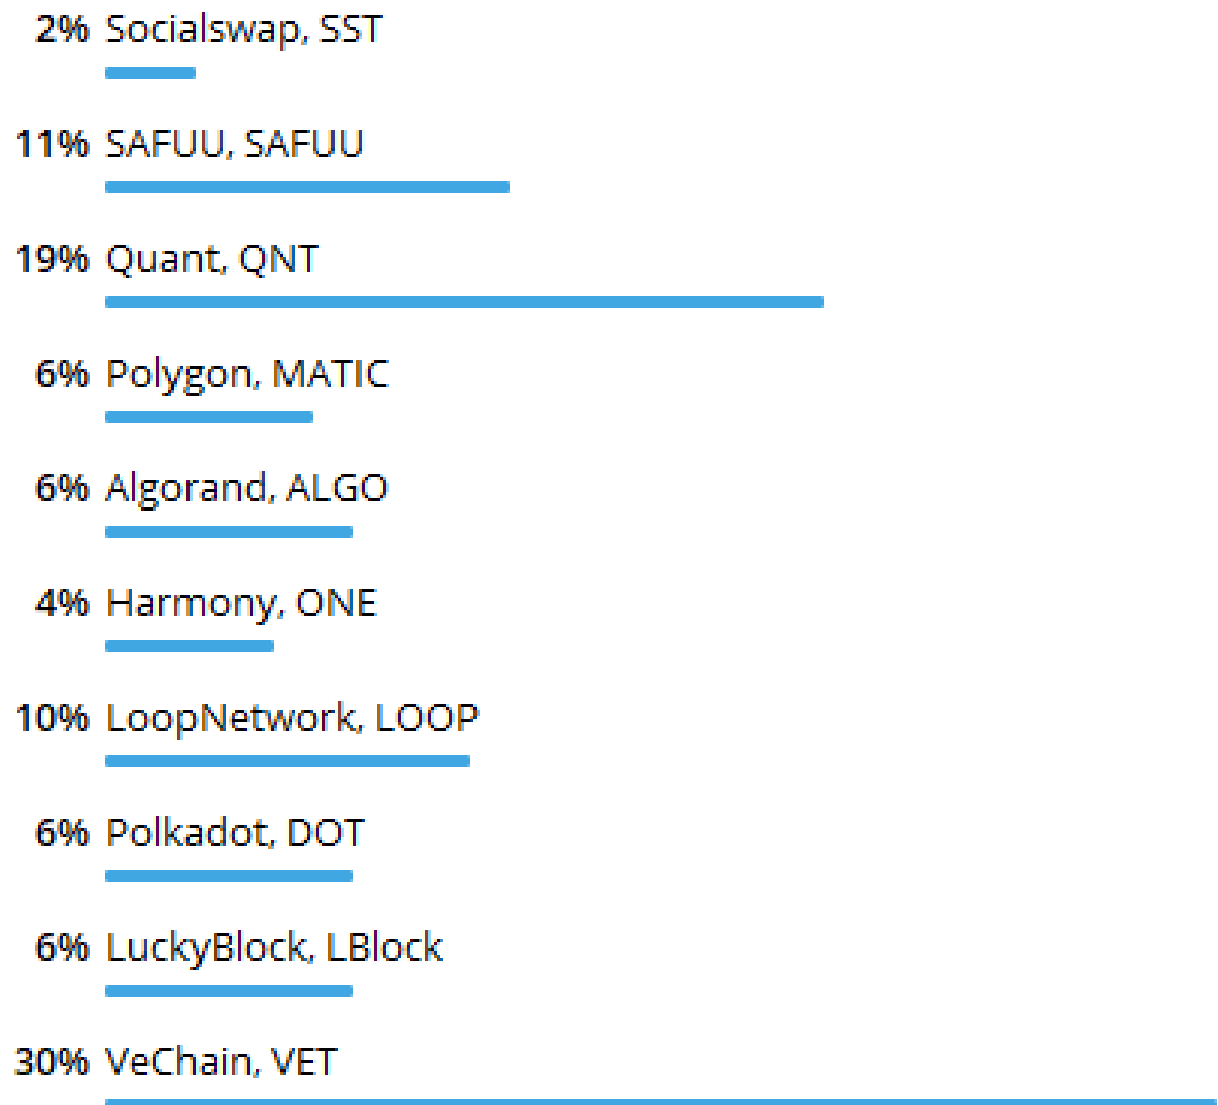 2% Socialswap, SST
11% SAFUU, SAFUU
19% Quant, QNT
6% Polygon, MATIC
6% Algorand, ALGO
4% Harmony, ONE
10% LoopNetwork, LOOP
6% Polkadot, DOT
6% LuckyBlock, LBlock
30% VeChain, VET